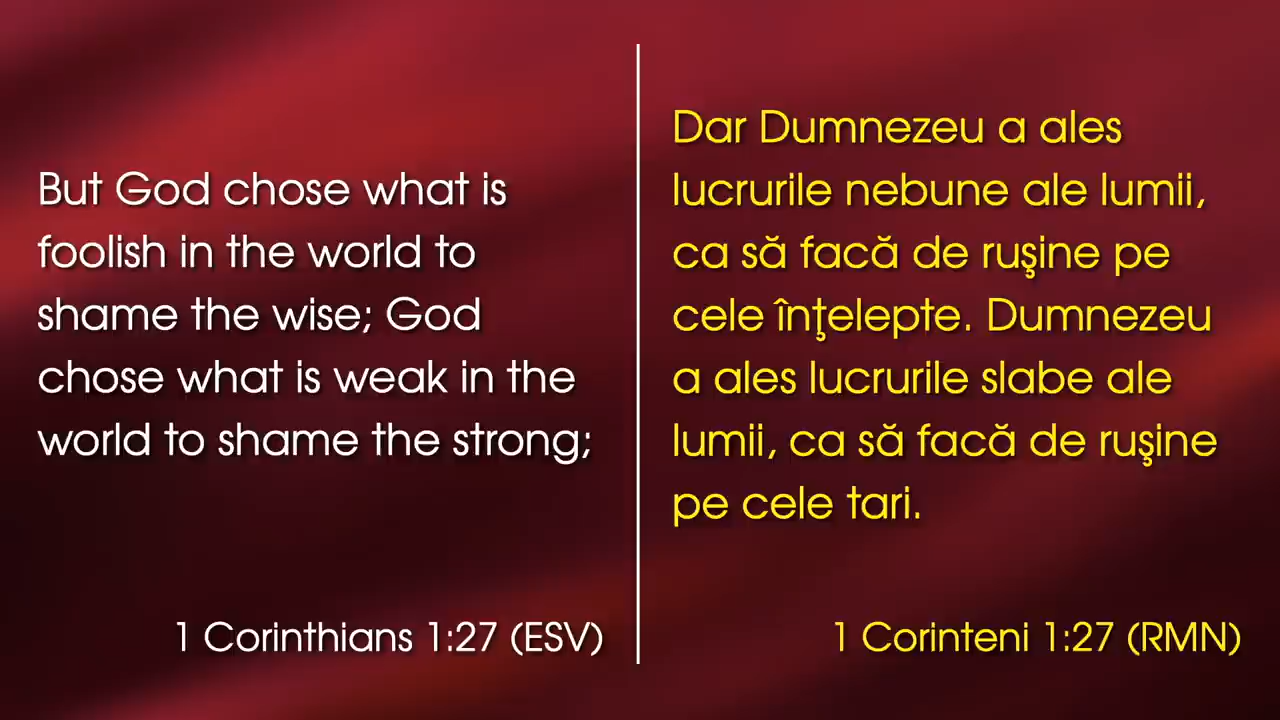 But God chose what is
foolish in the world to
shame the wise; God
chose what is weak in the
world to shame the strong;
1 Corinthians 1:27 (ESV)
Dar Dumnezeu a ales
lucrurile nebune ale lumii,
ca să facă de ruşine pe
cele înţelepte. Dumnezeu
a ales lucrurile slabe ale
lumii, ca să facă de ruşine
pe cele tari.
1 Corinteni 1:27 (RMN)